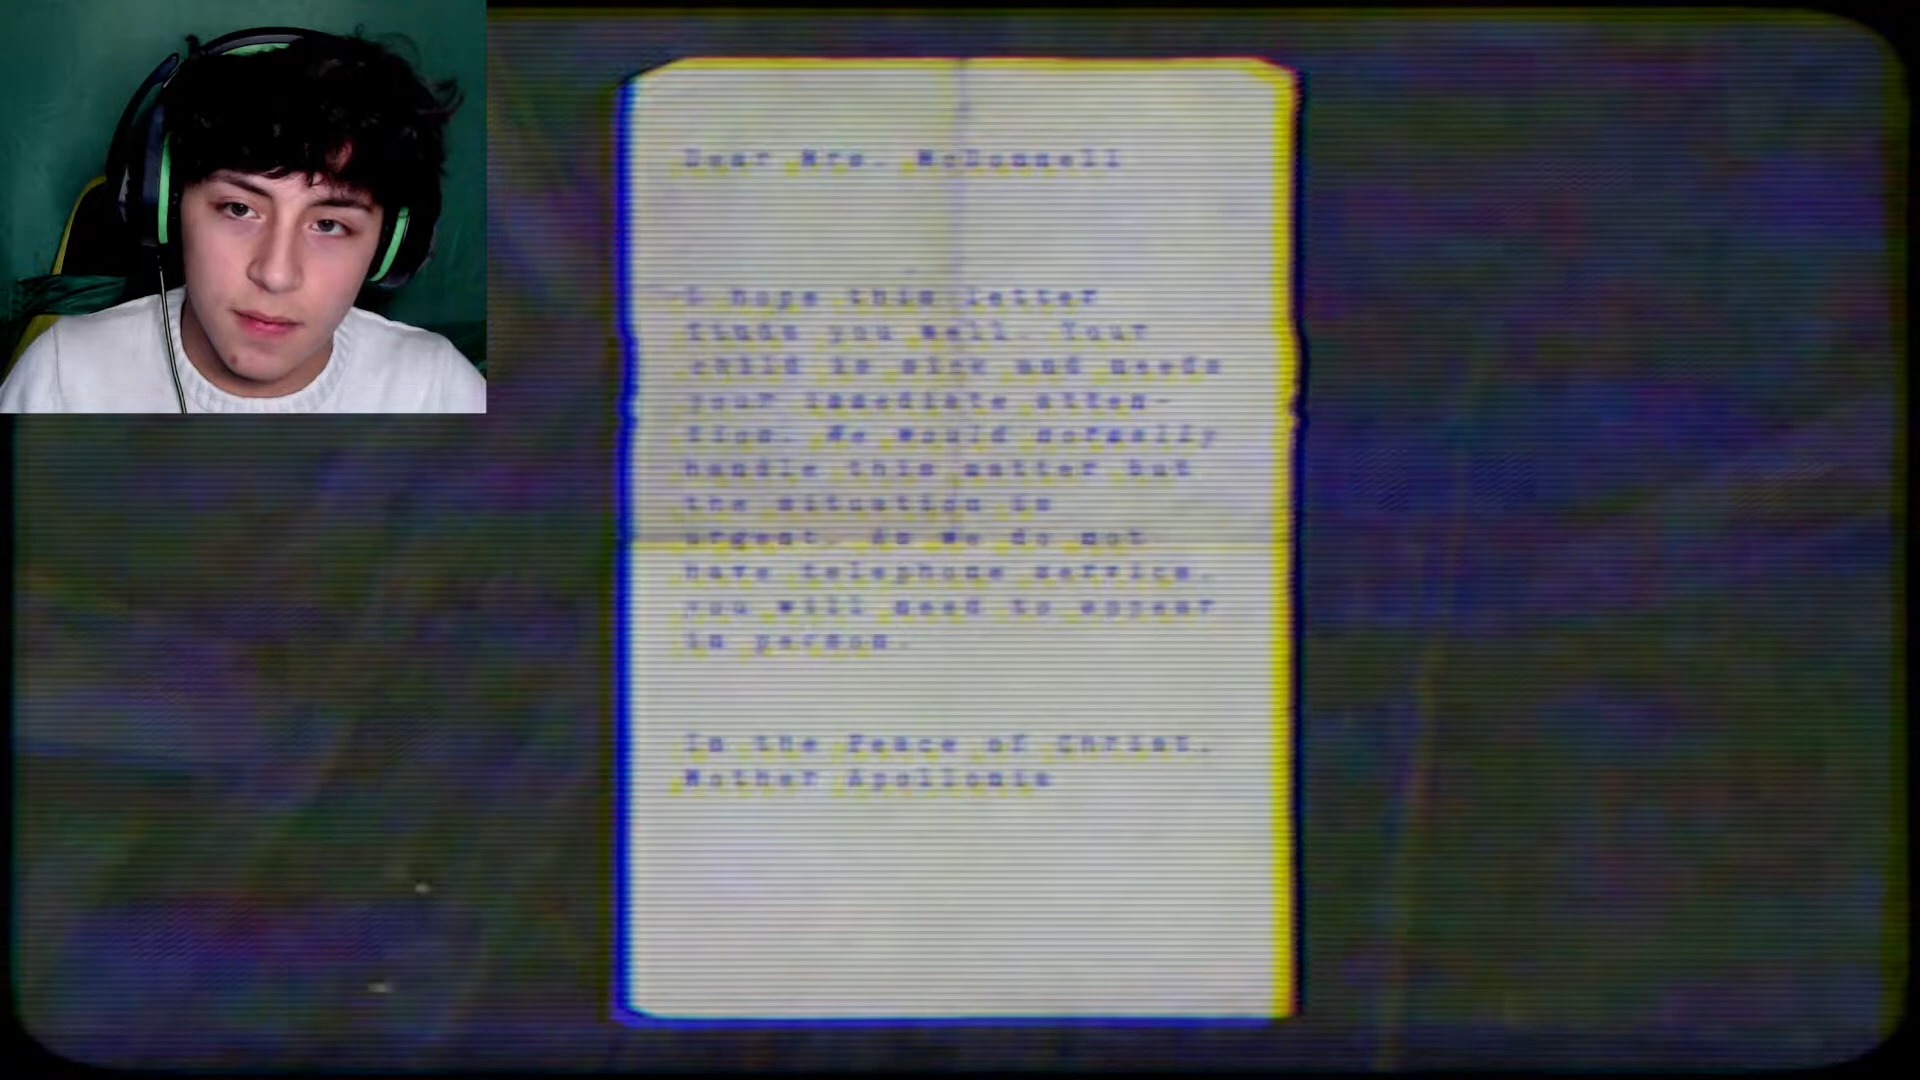 Dear Mrs. McDonnell
I hope this letter
finds you well. Your
child is sick and needs
your immediate atten-
tion. We would normally
handle this matter but
the situation is
urgent. As we do not
have telephone service,
you will need to appear
in person.
In the Peace of Christ,
Mother Apollonia